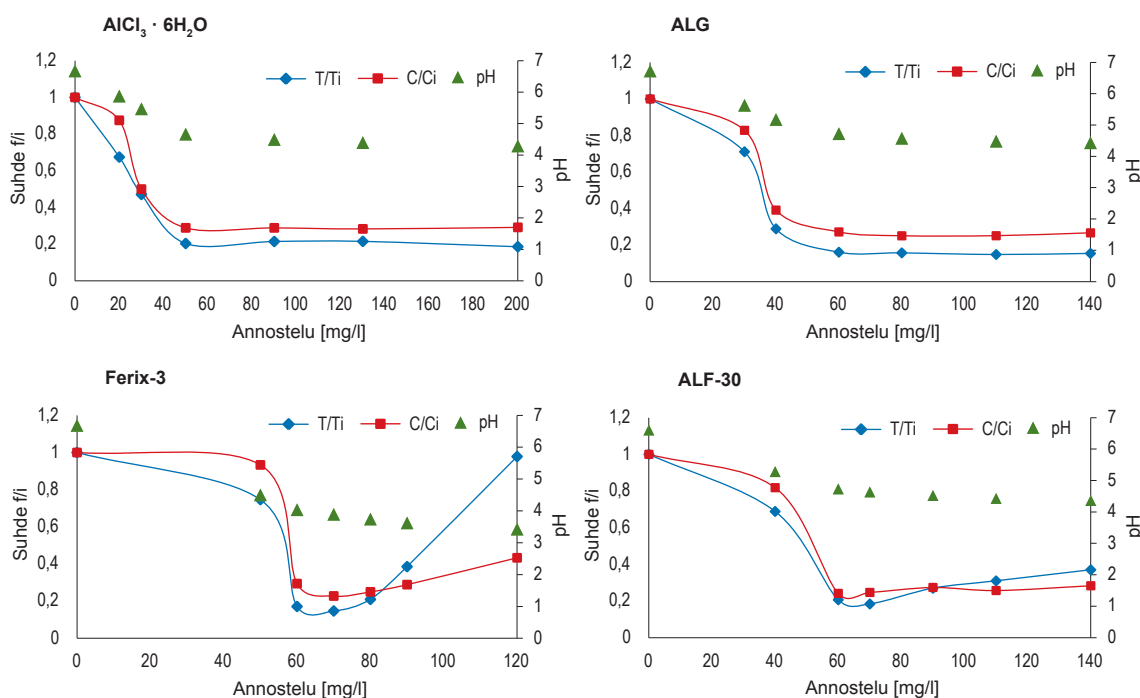 AlCl₃ · 6H₂O
1,2
1
0,8
0,6
0,4
0,2
0
Suhde f/i
T/Ti C/Ci pH
7
6
5
4
3
2
1
0
pH
0 20 40 60 80 100 120 140 160 180 200
Annostelu [mg/l]
ALG
1,2
1
0,8
0,6
0,4
0,2
0
Suhde f/i
T/Ti C/Ci pH
7
6
5
4
3
2
1
0
pH
0 20 40 60 80 100 120 140
Annostelu [mg/l]
Ferix-3
1,2
1
0,8
0,6
0,4
0,2
0
Suhde f/i
T/Ti C/Ci pH
7
6
5
4
3
2
1
0
pH
0 20 40 60 80 100 120
Annostelu [mg/l]
ALF-30
1,2
1
0,8
0,6
0,4
0,2
0
Suhde f/i
T/Ti C/Ci pH
7
6
5
4
3
2
1
0
pH
0 20 40 60 80 100 120 140
Annostelu [mg/l]